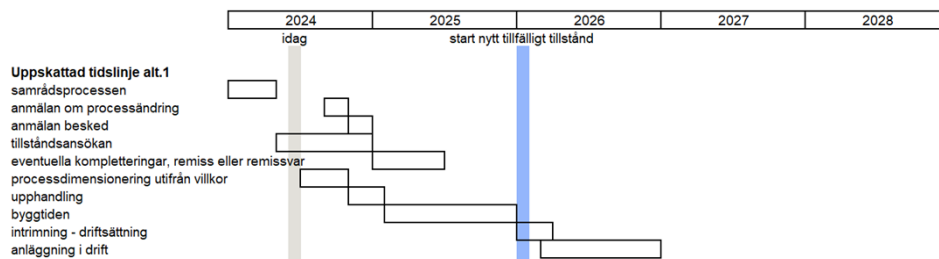 2024 2025 2026 2027 2028
idag start nytt tillfälligt tillstånd
Uppskattad tidslinje alt.1
samrådsprocessen
anmälan om processändring
anmälan besked
tillståndsansökan
eventuella kompletteringar, remiss eller remissvar
processdimensionering utifrån villkor
upphandling
byggtiden
intrimning - driftsättning
anläggning i drift